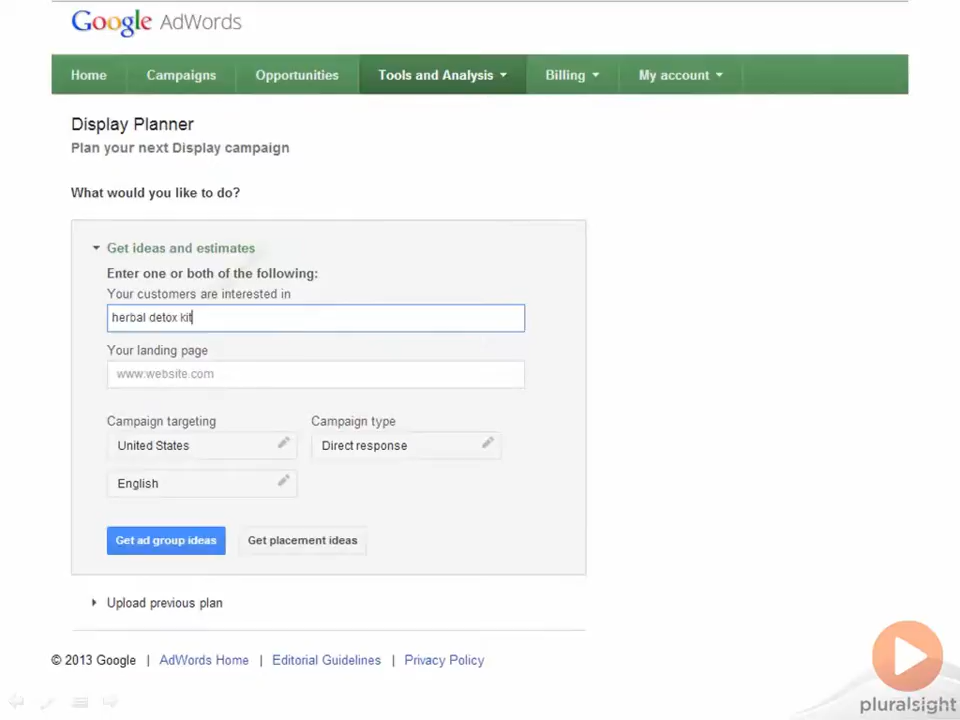 Google AdWords
Home Campaigns Opportunities Tools and Analysis Billing My account
Display Planner
Plan your next Display campaign
What would you like to do?
Get ideas and estimates
Enter one or both of the following:
Your customers are interested in
herbal detox kit
Your landing page
www.website.com
Campaign targeting Campaign type
United States Direct response
English
Get ad group ideas Get placement ideas
Upload previous plan
© 2013 Google | AdWords Home | Editorial Guidelines | Privacy Policy
pluralsight